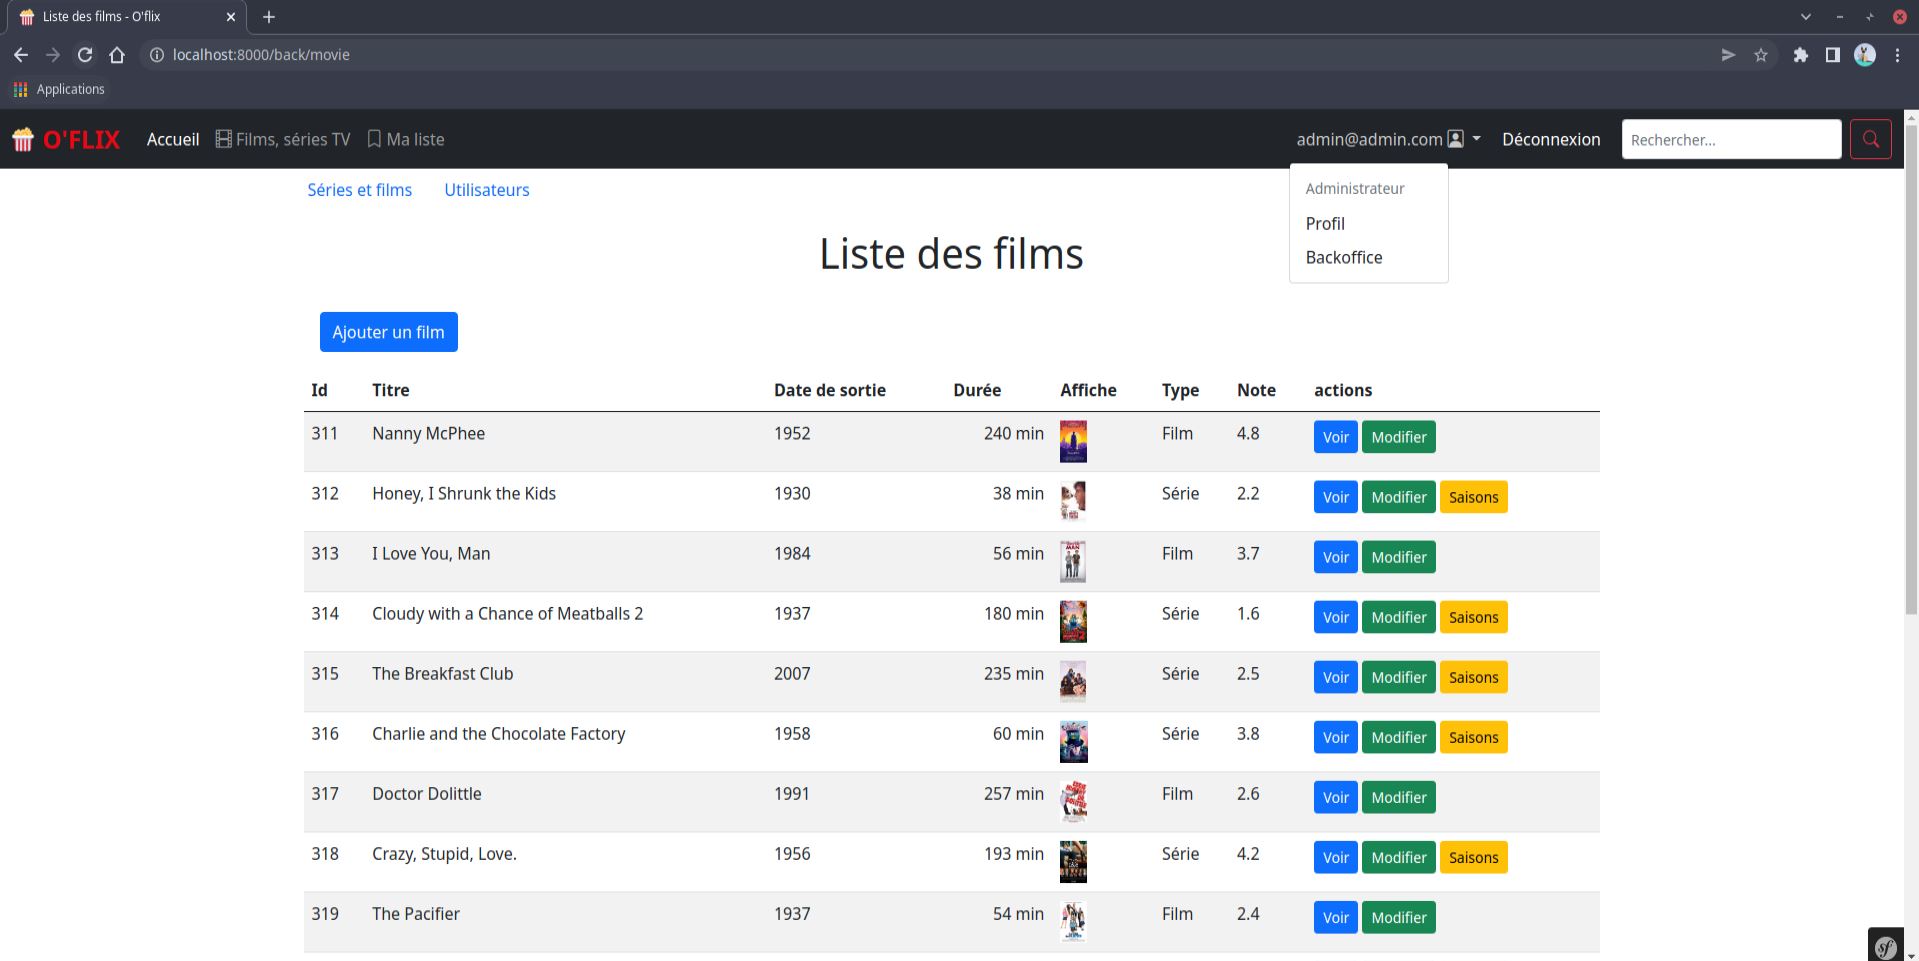 Liste des films - O'flix
localhost:8000/back/movie
Applications
O'FLIX Accueil Films, séries TV Ma liste admin@admin.com Déconnexion Rechercher...
Séries et films Utilisateurs
Administrateur
Profil
Backoffice
Liste des films
Ajouter un film
Id Titre Date de sortie Durée Affiche Type Note actions
311 Nanny McPhee 1952 240 min Film 4.8 Voir Modifier
312 Honey, I Shrunk the Kids 1930 38 min Série 2.2 Voir Modifier Saisons
313 I Love You, Man 1984 56 min Film 3.7 Voir Modifier
314 Cloudy with a Chance of Meatballs 2 1937 180 min Série 1.6 Voir Modifier Saisons
315 The Breakfast Club 2007 235 min Série 2.5 Voir Modifier Saisons
316 Charlie and the Chocolate Factory 1958 60 min Série 3.8 Voir Modifier Saisons
317 Doctor Dolittle 1991 257 min Film 2.6 Voir Modifier
318 Crazy, Stupid, Love. 1956 193 min Série 4.2 Voir Modifier Saisons
319 The Pacifier 1937 54 min Film 2.4 Voir Modifier
sf